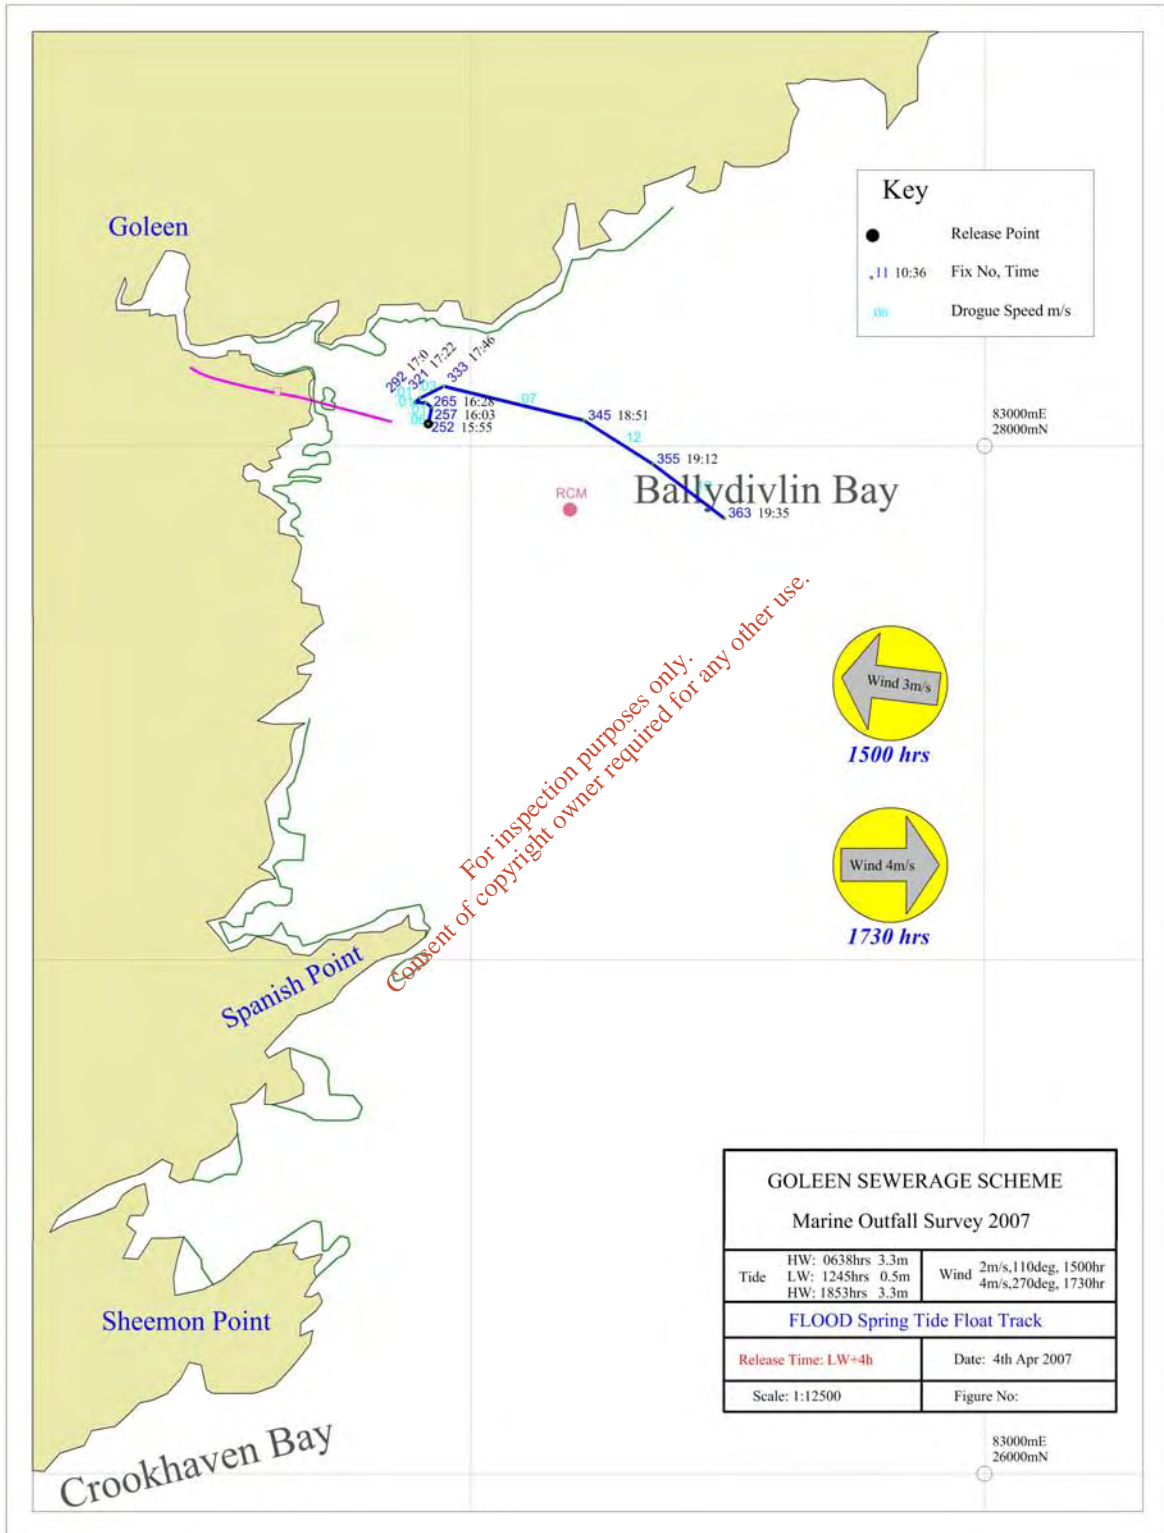 Key
Release Point
.11 10:36 Fix No, Time
Drogue Speed m/s
Goleen
292 17:0
321 17:22
333 17:46
.01
.03
265 16:28
257 16:03
252 15:55
.07
345 18:51
.12
355 19:12
363 19:35
83000mE
28000mN
Ballydivlin Bay
RCM
For inspection purposes only.
Consent of copyright owner required for any other use.
Wind 3m/s
1500 hrs
Wind 4m/s
1730 hrs
Spanish Point
Sheemon Point
Crookhaven Bay
GOLEEN SEWERAGE SCHEME
Marine Outfall Survey 2007
Tide
HW: 0638hrs 3.3m
LW: 1245hrs 0.5m
HW: 1853hrs 3.3m
Wind
2m/s,110deg, 1500hr
4m/s,270deg, 1730hr
FLOOD Spring Tide Float Track
Release Time: LW+4h
Date: 4th Apr 2007
Scale: 1:12500
Figure No:
83000mE
26000mN